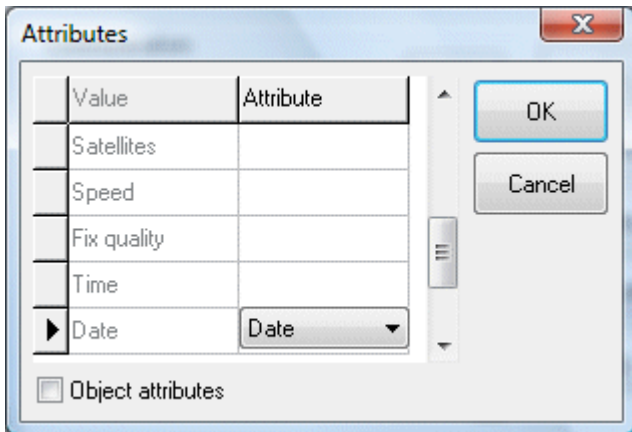 Attributes
Value Attribute
OK
Satellites
Speed
Cancel
Fix quality
Time
Date Date
Object attributes